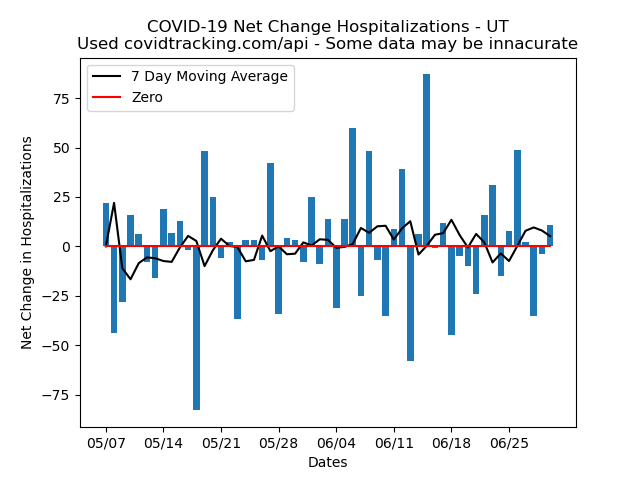 COVID-19 Net Change Hospitalizations - UT
Used covidtracking.com/api - Some data may be innacurate
7 Day Moving Average
Zero
75
50
25
0
−25
−50
−75
Net Change in Hospitalizations
05/07 05/14 05/21 05/28 06/04 06/11 06/18 06/25
Dates